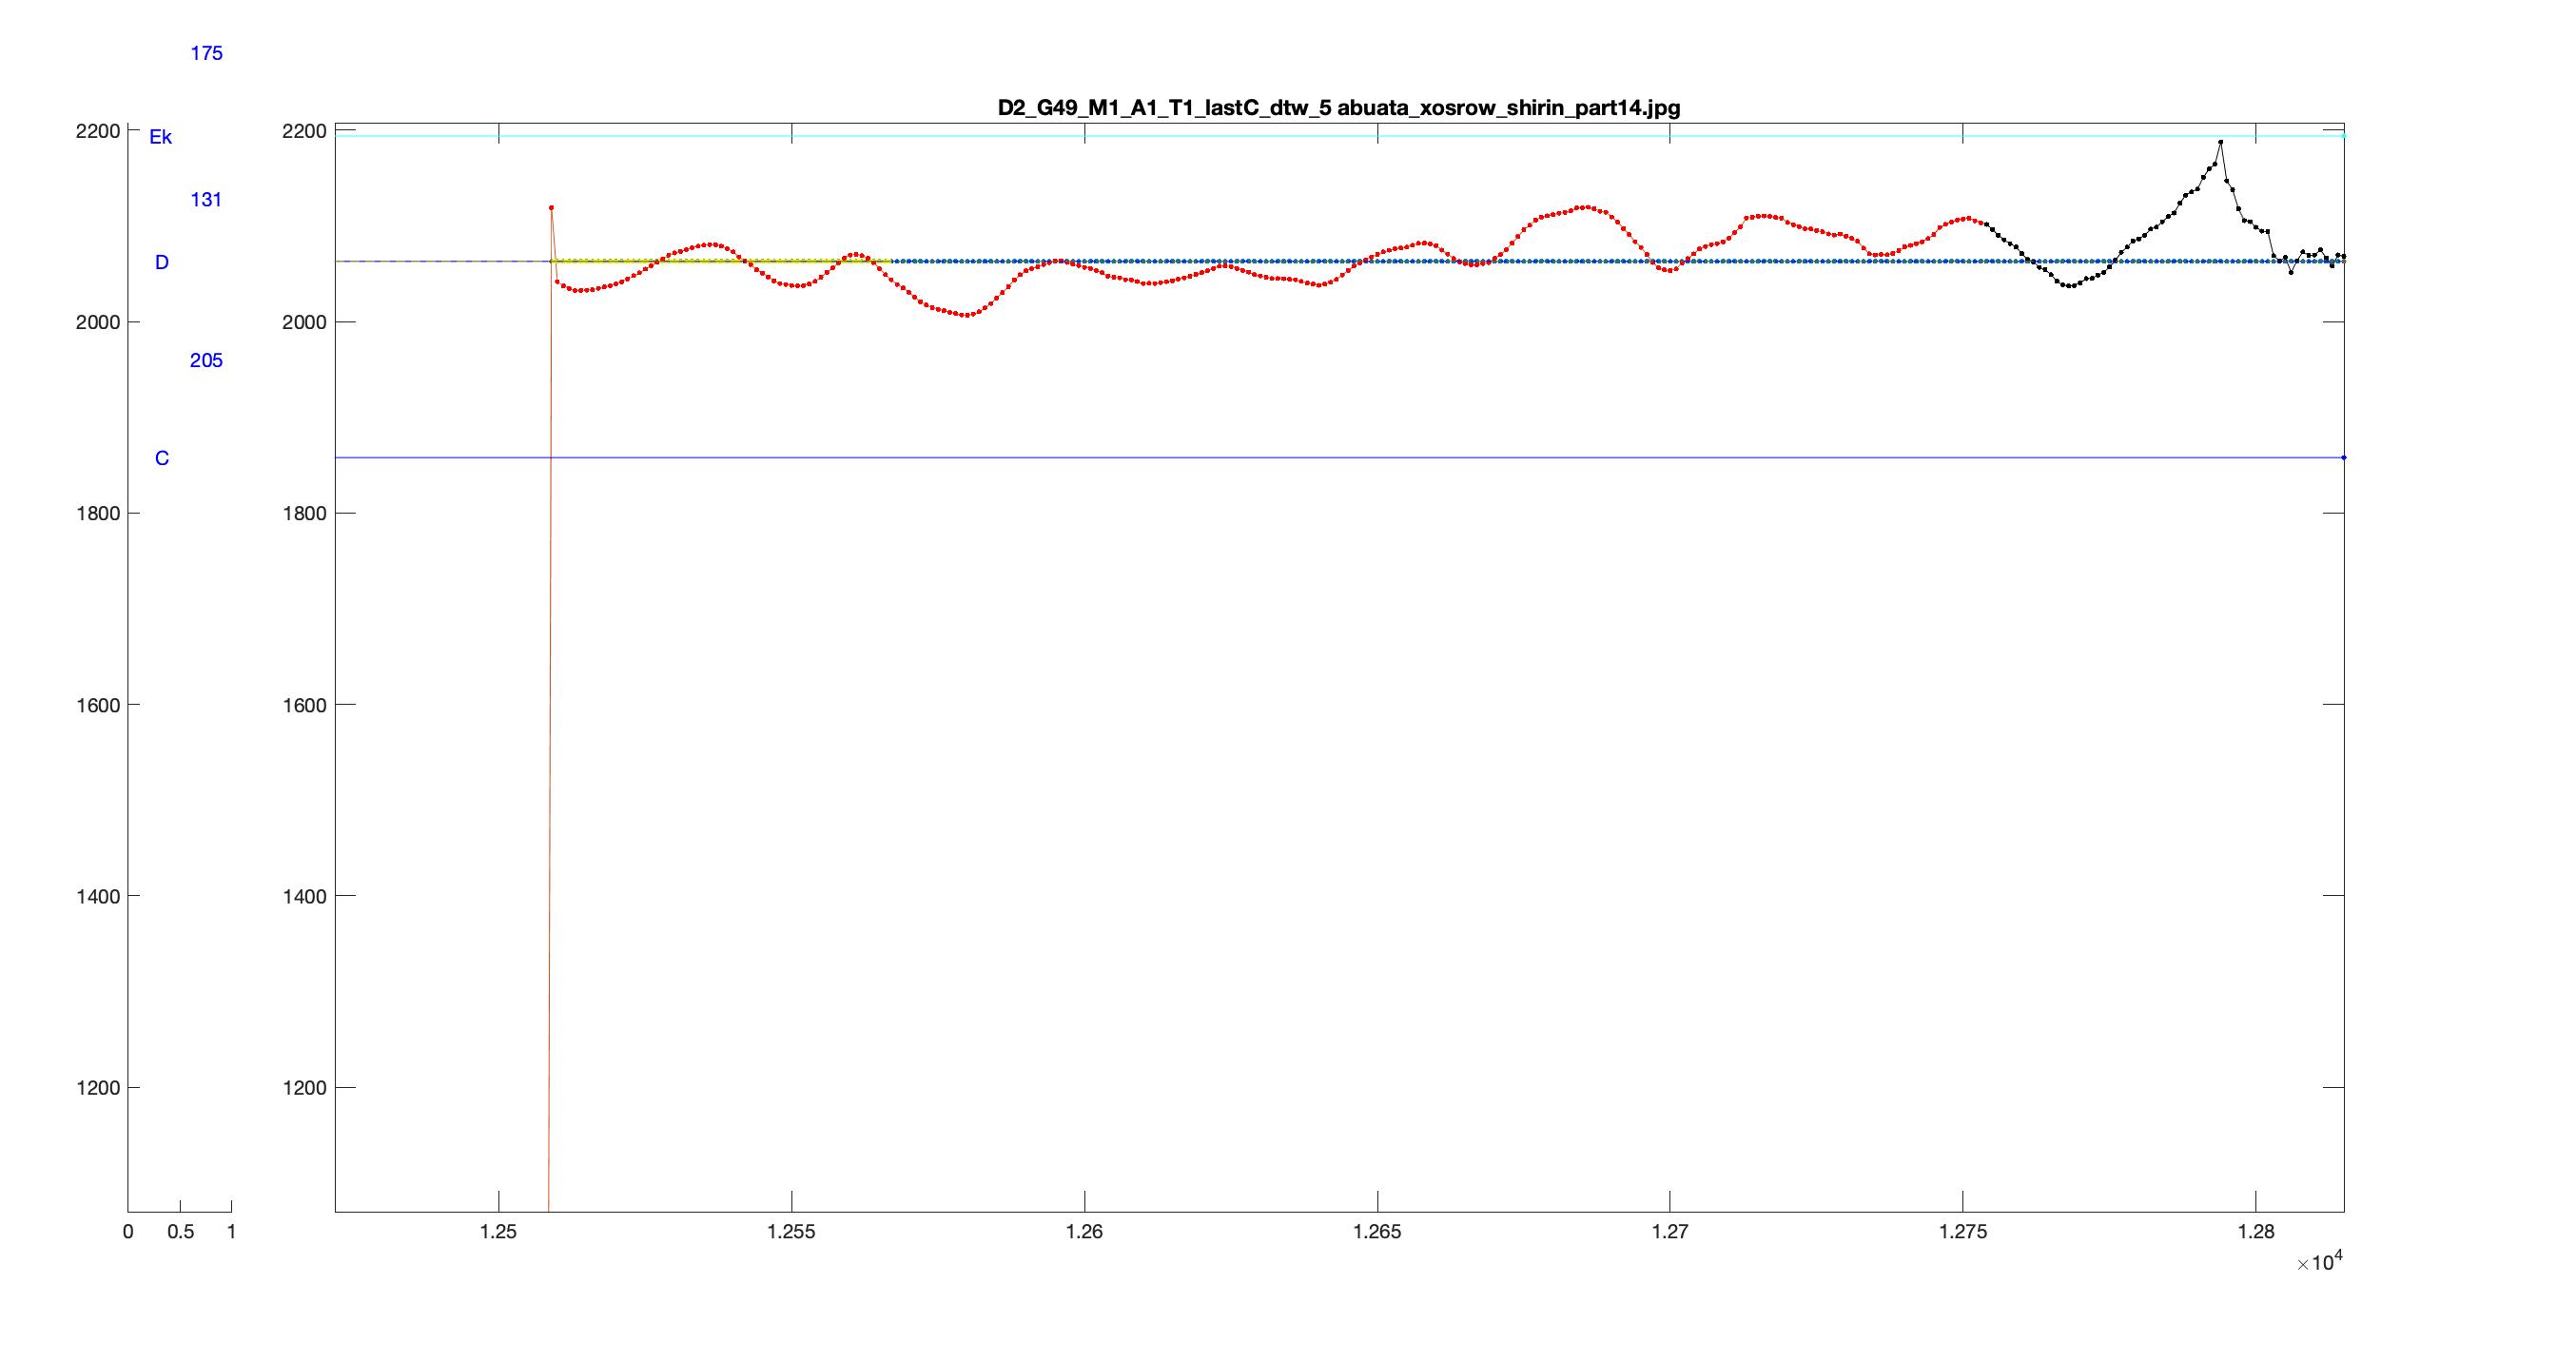 175
D2_G49_M1_A1_T1_lastC_dtw_5 abuata_xosrow_shirin_part14.jpg
2200 Ek 2200
131
D
2000 2000
205
C
1800 1800
1600 1600
1400 1400
1200 1200
0 0.5 1 1.25 1.255 1.26 1.265 1.27 1.275 1.28
×10^4